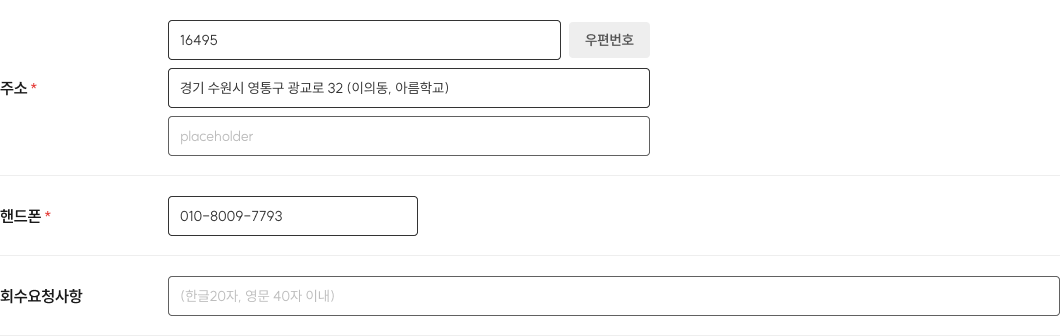 16495 우편번호
주소 *
경기 수원시 영통구 광교로 32 (이의동, 아름학교)
placeholder
핸드폰 *
010-8009-7793
회수요청사항
(한글20자, 영문 40자 이내)